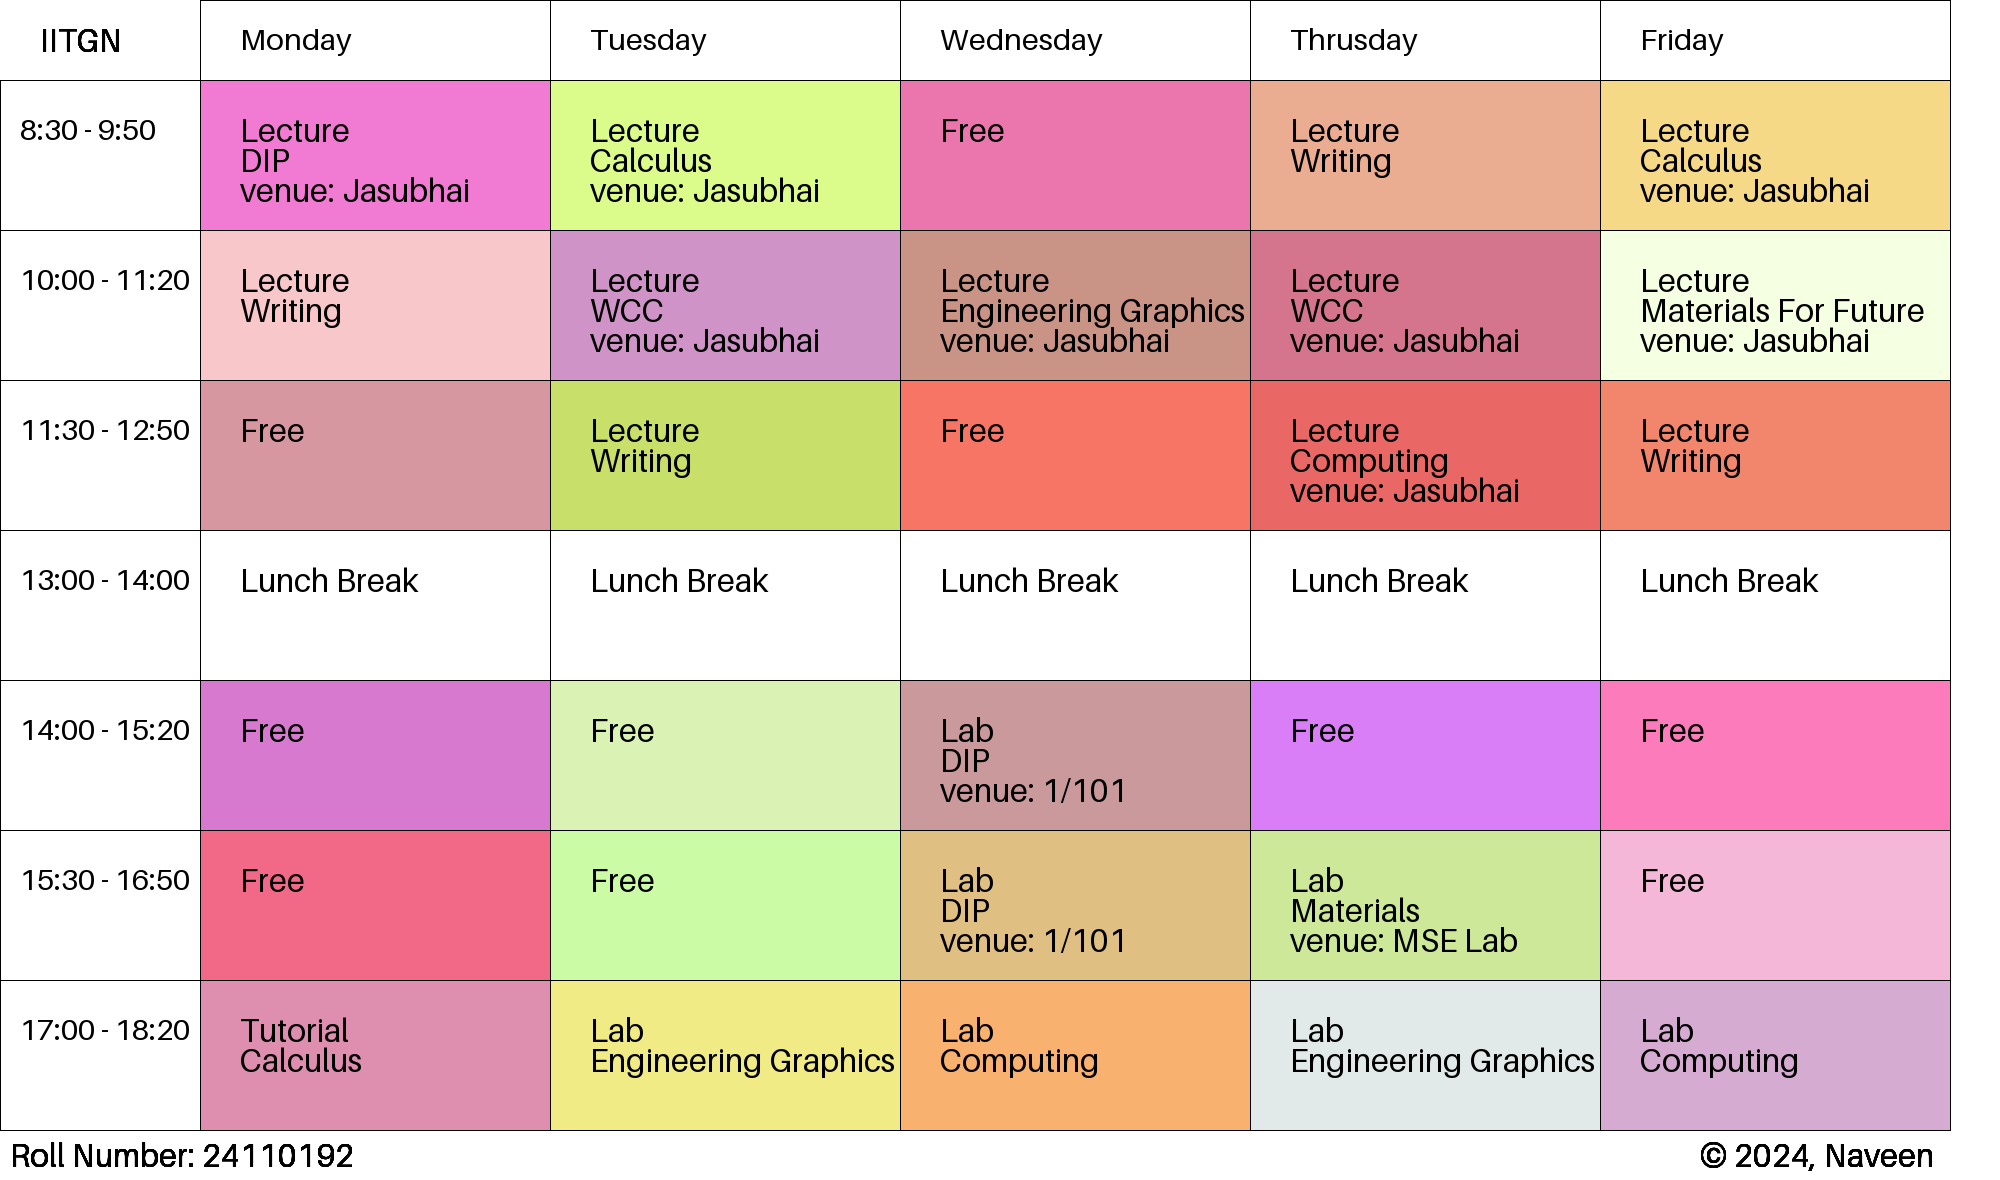 IITGN
Monday
Tuesday
Wednesday
Thrusday
Friday
8:30 - 9:50
Lecture
DIP
venue: Jasubhai
Lecture
Calculus
venue: Jasubhai
Free
Lecture
Writing
Lecture
Calculus
venue: Jasubhai
10:00 - 11:20
Lecture
Writing
Lecture
WCC
venue: Jasubhai
Lecture
Engineering Graphics
venue: Jasubhai
Lecture
WCC
venue: Jasubhai
Lecture
Materials For Future
venue: Jasubhai
11:30 - 12:50
Free
Lecture
Writing
Free
Lecture
Computing
venue: Jasubhai
Lecture
Writing
13:00 - 14:00
Lunch Break
Lunch Break
Lunch Break
Lunch Break
Lunch Break
14:00 - 15:20
Free
Free
Lab
DIP
venue: 1/101
Free
Free
15:30 - 16:50
Free
Free
Lab
DIP
venue: 1/101
Lab
Materials
venue: MSE Lab
Free
17:00 - 18:20
Tutorial
Calculus
Lab
Engineering Graphics
Lab
Computing
Lab
Engineering Graphics
Lab
Computing
Roll Number: 24110192
© 2024, Naveen